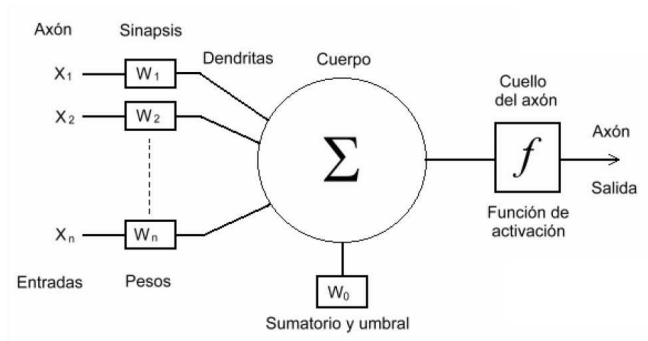 Axón
Sinapsis
Dendritas
Cuerpo
Cuello
del axón
X₁
W₁
X₂
W₂
Σ
f
Axón
Salida
Xₙ
Wₙ
Función de
activación
Entradas
Pesos
W₀
Sumatorio y umbral